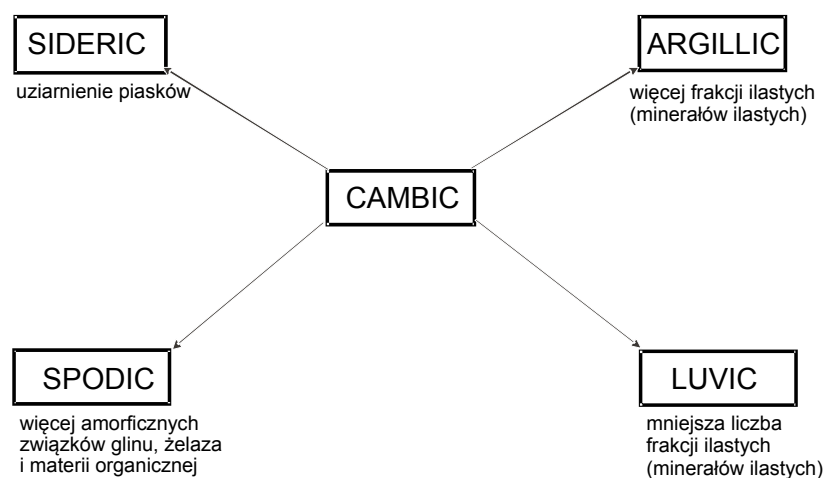 SIDERIC
uziarnienie piasków
ARGILLIC
więcej frakcji ilastych
(minerałów ilastych)
CAMBIC
SPODIC
więcej amorficznych
związków glinu, żelaza
i materii organicznej
LUVIC
mniejsza liczba
frakcji ilastych
(minerałów ilastych)